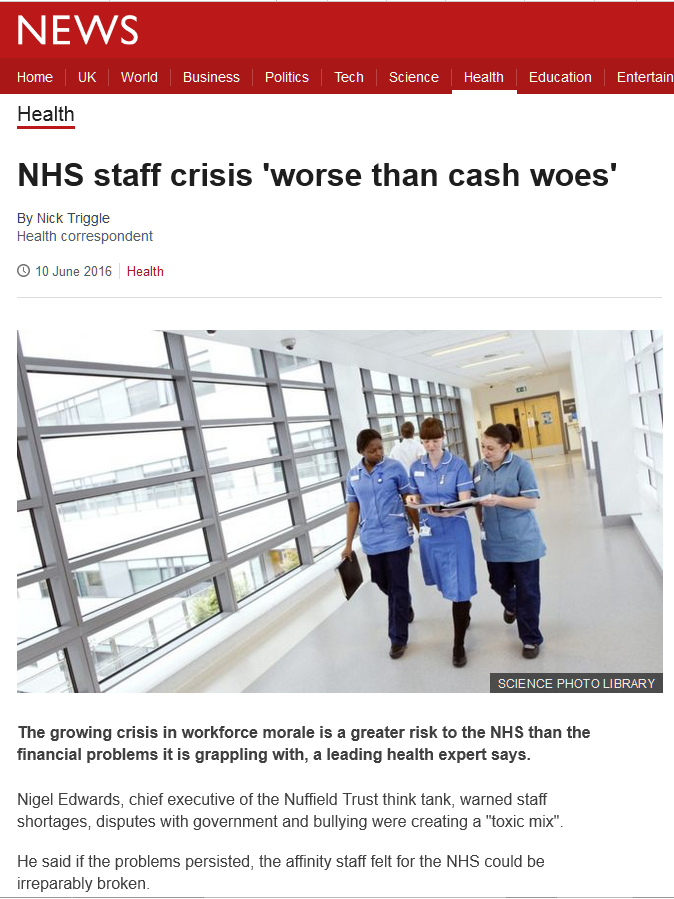 NEWS
Home UK World Business Politics Tech Science Health Education Entertain
Health
NHS staff crisis 'worse than cash woes'
By Nick Triggle
Health correspondent
10 June 2016 Health
SCIENCE PHOTO LIBRARY
The growing crisis in workforce morale is a greater risk to the NHS than the
financial problems it is grappling with, a leading health expert says.
Nigel Edwards, chief executive of the Nuffield Trust think tank, warned staff
shortages, disputes with government and bullying were creating a "toxic mix".
He said if the problems persisted, the affinity staff felt for the NHS could be
irreparably broken.